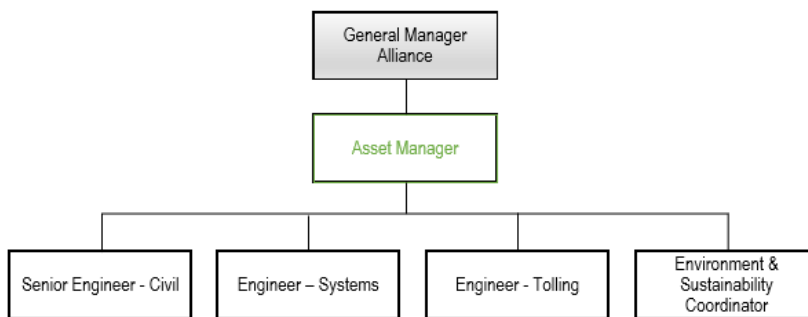 General Manager
Alliance
Asset Manager
Senior Engineer - Civil
Engineer – Systems
Engineer - Tolling
Environment &
Sustainability
Coordinator